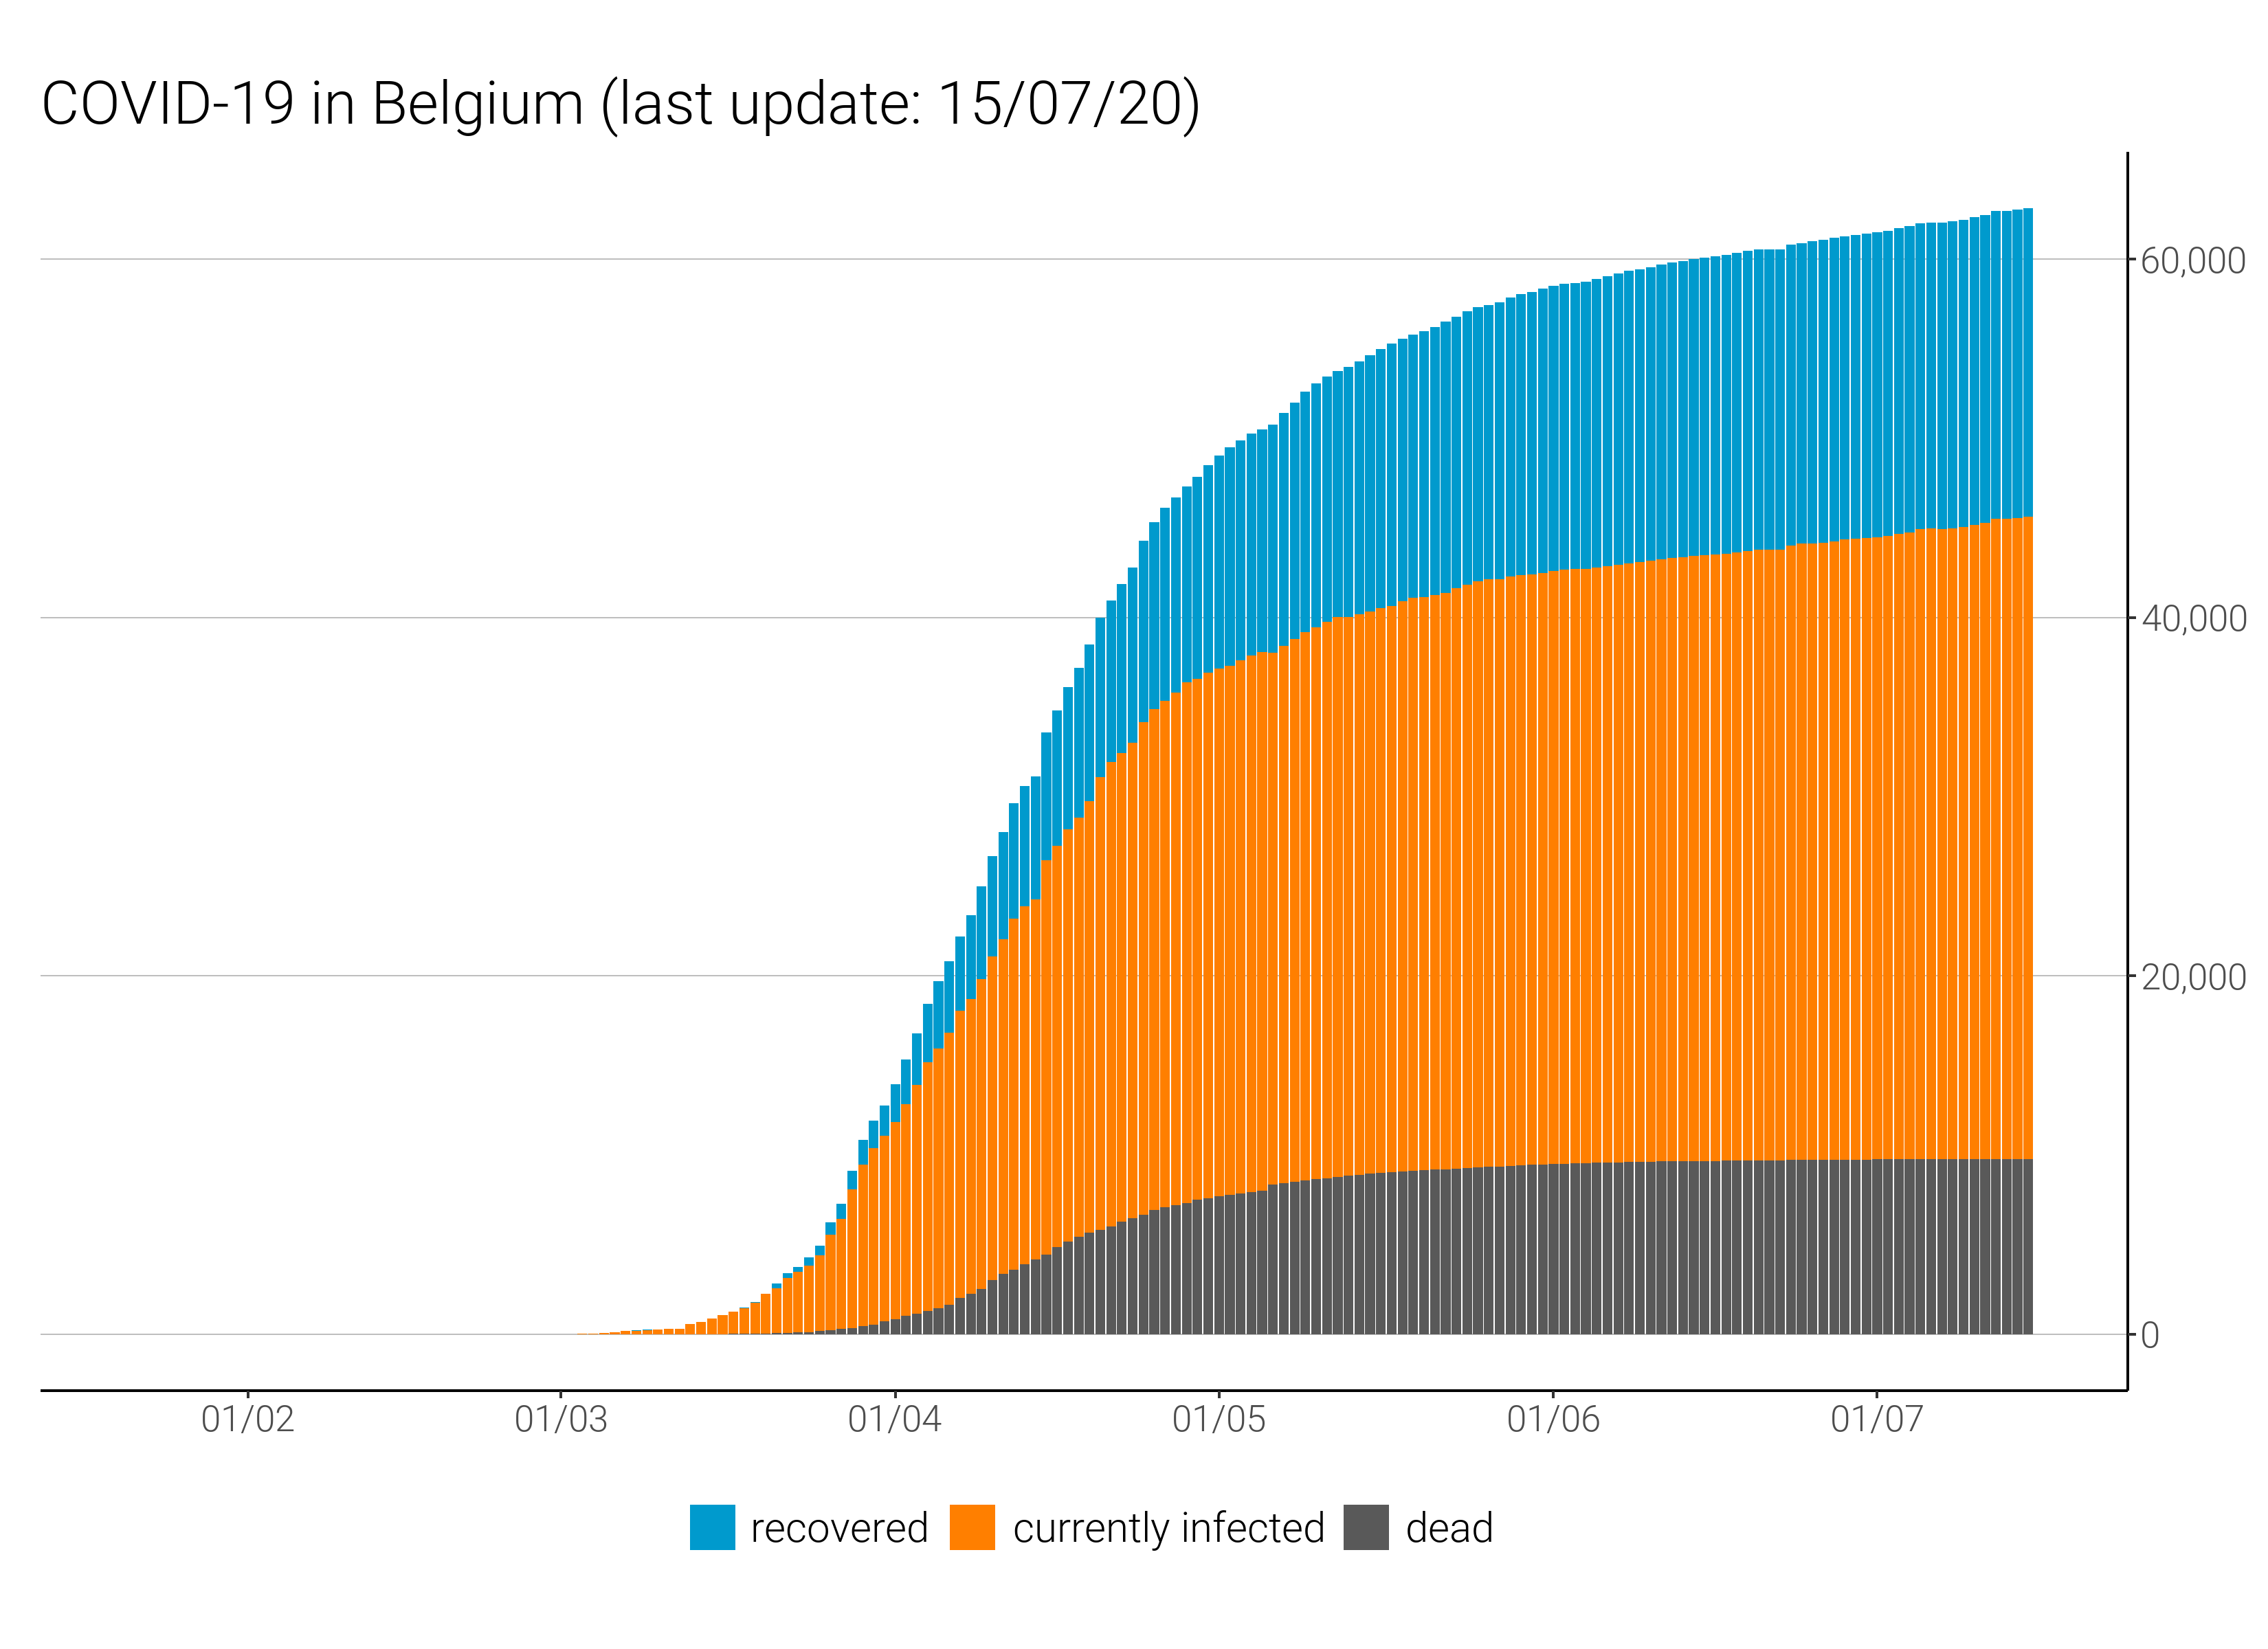 COVID-19 in Belgium (last update: 15/07/20)
60,000
40,000
20,000
0
01/02 01/03 01/04 01/05 01/06 01/07
recovered currently infected dead